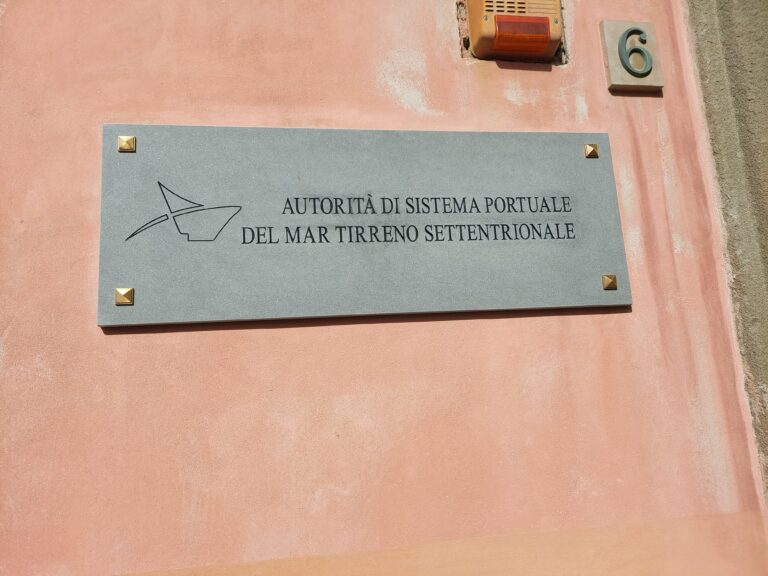 6
AUTORITÀ DI SISTEMA PORTUALE
DEL MAR TIRRENO SETTENTRIONALE